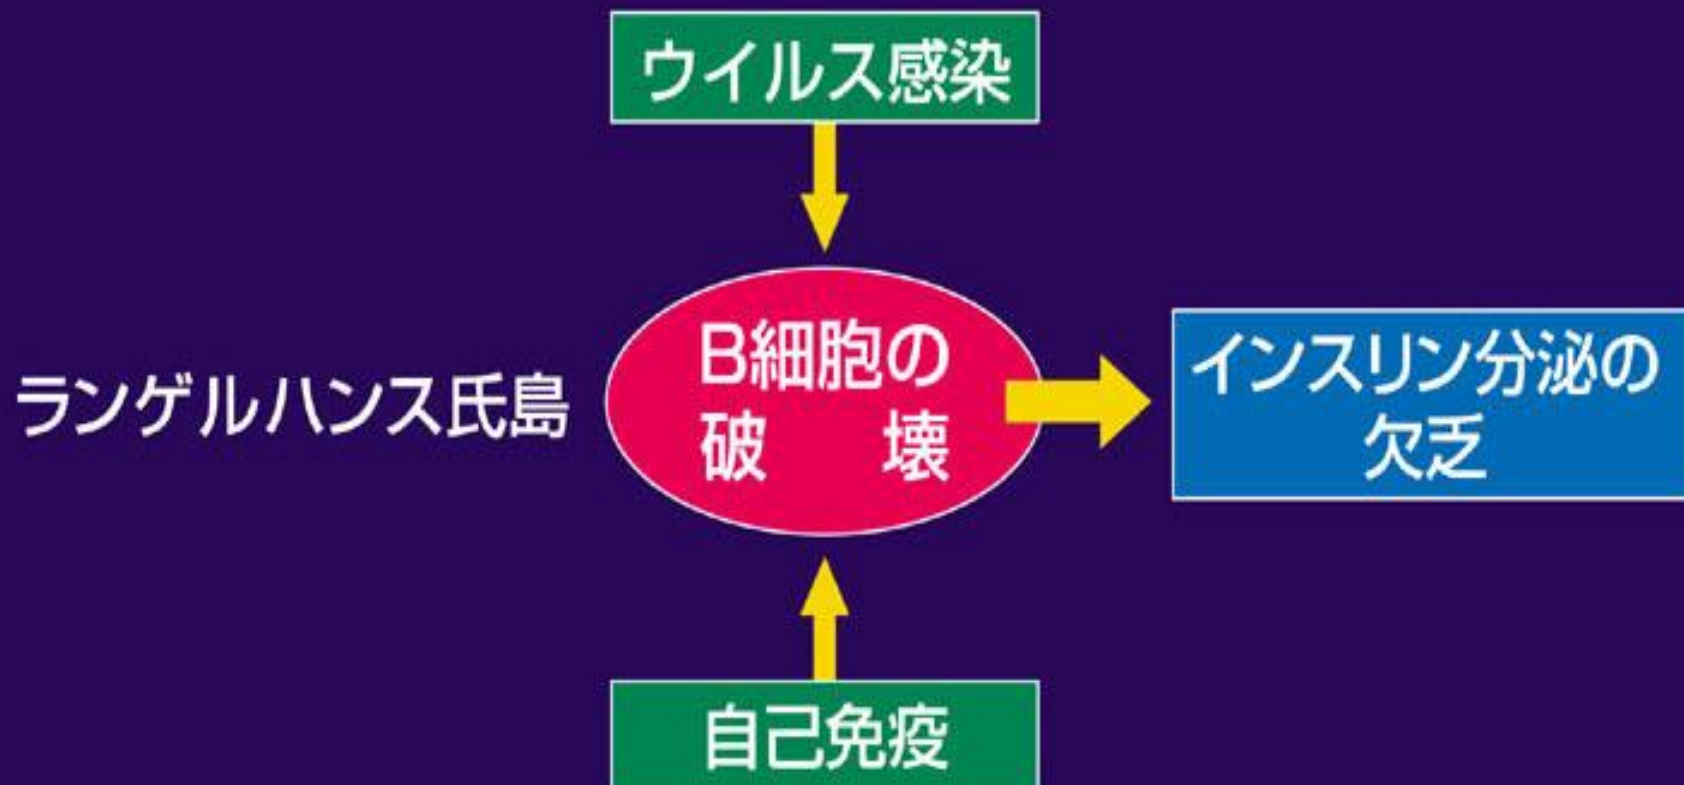 ウイルス感染
ランゲルハンス氏島
B細胞の
破　壊
インスリン分泌の
欠乏
自己免疫